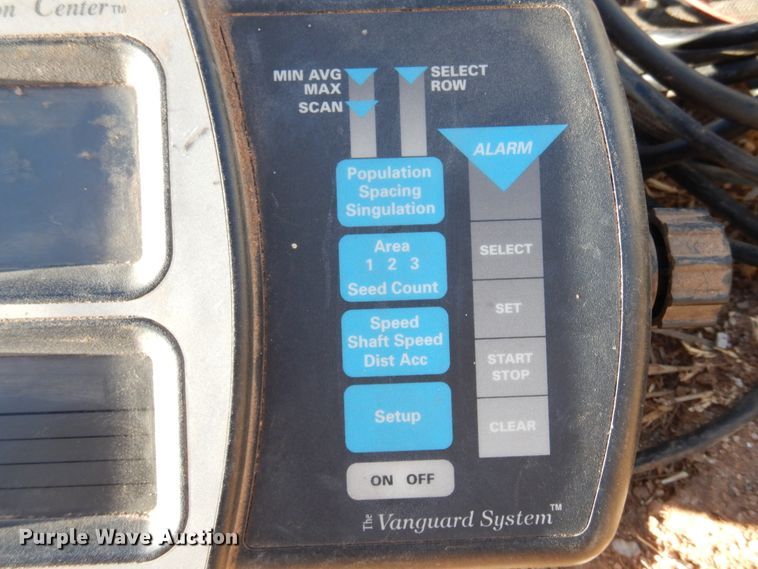 Center™
MIN AVG
MAX
SCAN
SELECT
ROW
ALARM
Population
Spacing
Singulation
Area
1 2 3
Seed Count
Speed
Shaft Speed
Dist Acc
Setup
ON OFF
SELECT
SET
START
STOP
CLEAR
The Vanguard System™
Purple Wave Auction®